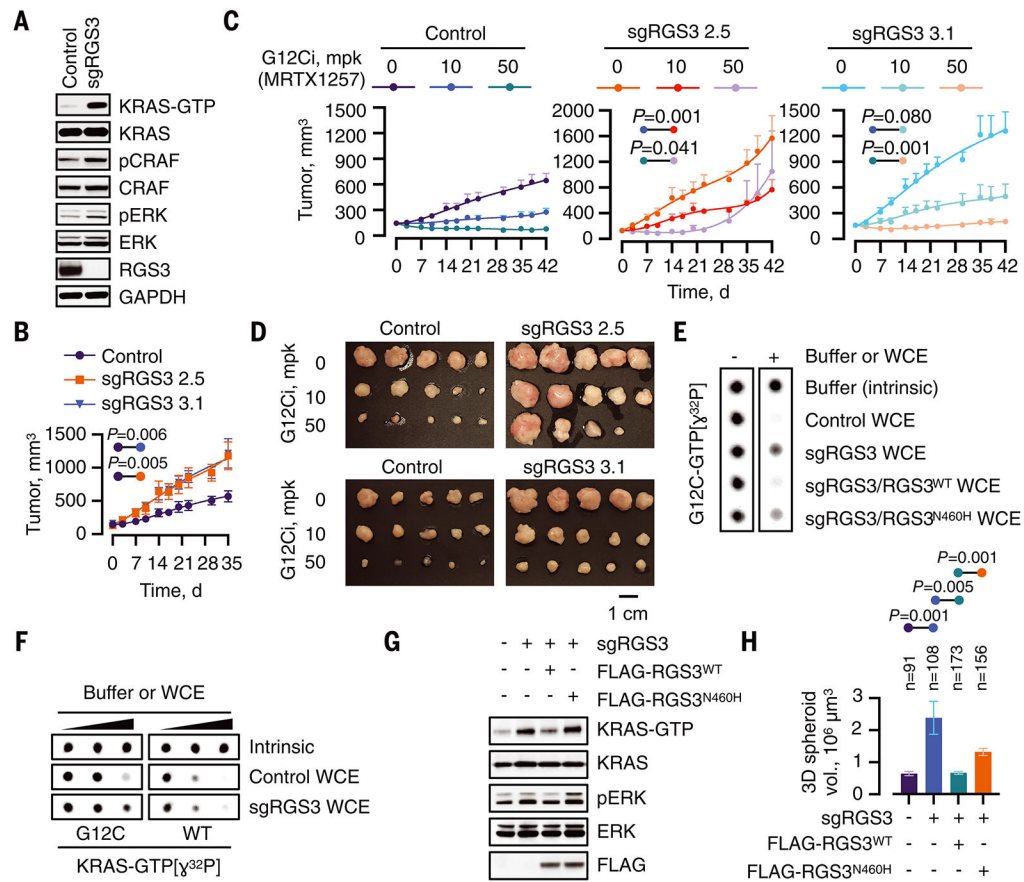 A
Control
sgRGS3
KRAS-GTP
KRAS
pCRAF
CRAF
pERK
ERK
RGS3
GAPDH
B
Control
sgRGS3 2.5
sgRGS3 3.1
Tumor, mm³
1500
1000
500
0
P=0.006
P=0.005
0 7 14 21 28 35
Time, d
C
G12Ci, mpk
(MRTX1257)
Control
0 10 50
sgRGS3 2.5
0 10 50
sgRGS3 3.1
0 10 50
Tumor, mm³
1500
1200
900
600
300
0
0 7 14 21 28 35 42
2000
1600
1200
800
400
0
P=0.001
P=0.041
0 7 14 21 28 35 42
1500
1200
900
600
300
0
P=0.080
P=0.001
0 7 14 21 28 35 42
Time, d
D
Control
sgRGS3 2.5
G12Ci, mpk
0
10
50
Control
sgRGS3 3.1
G12Ci, mpk
0
10
50
1 cm
E
- + Buffer or WCE
G12C-GTP[ɣ³²P]
Buffer (intrinsic)
Control WCE
sgRGS3 WCE
sgRGS3/RGS3ᵂᵀ WCE
sgRGS3/RGS3ᴺ⁴⁶⁰ᴴ WCE
F
Buffer or WCE
Intrinsic
Control WCE
sgRGS3 WCE
G12C WT
KRAS-GTP[ɣ³²P]
G
- + + + sgRGS3
- - + - FLAG-RGS3ᵂᵀ
- - - + FLAG-RGS3ᴺ⁴⁶⁰ᴴ
KRAS-GTP
KRAS
pERK
ERK
FLAG
H
P=0.001
P=0.005
P=0.001
n=91
n=108
n=173
n=156
3D spheroid
vol., 10⁶ µm³
3
2
1
0
sgRGS3 - + + +
FLAG-RGS3ᵂᵀ - - + -
FLAG-RGS3ᴺ⁴⁶⁰ᴴ - - - +